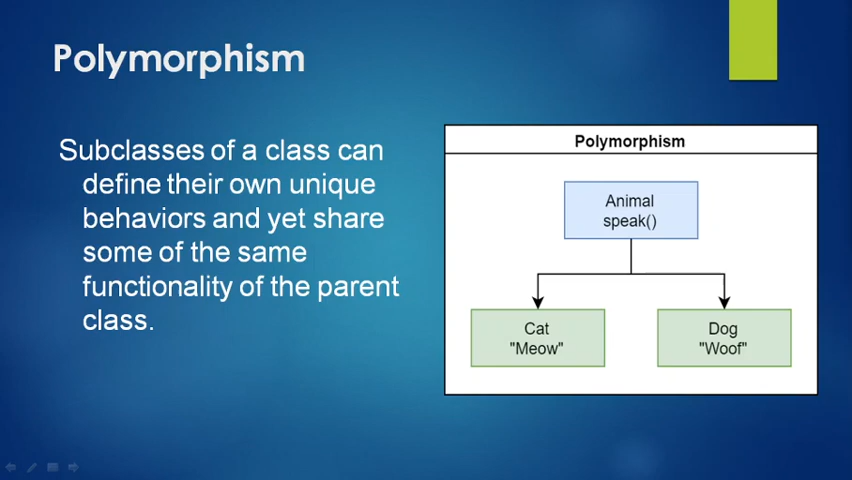 Polymorphism
Subclasses of a class can
define their own unique
behaviors and yet share
some of the same
functionality of the parent
class.
Polymorphism
Animal
speak()
Cat
"Meow"
Dog
"Woof"